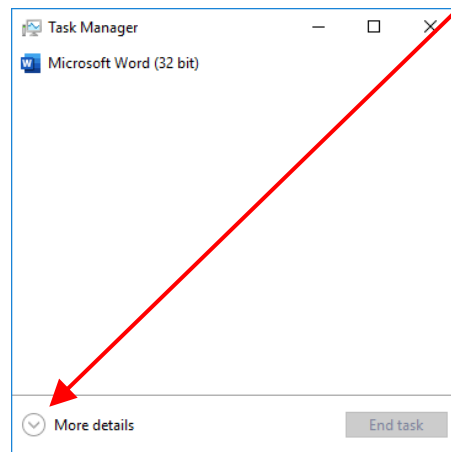 Task Manager
Microsoft Word (32 bit)
More details
End task